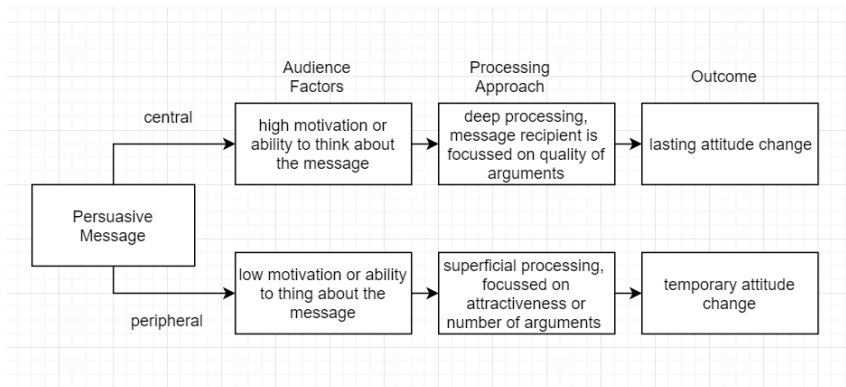 Audience
Factors
Processing
Approach
Outcome
central
high motivation or
ability to think about
the message
deep processing,
message recipient is
focussed on quality of
arguments
lasting attitude change
Persuasive
Message
low motivation or ability
to thing about the
message
superficial processing,
focussed on
attractiveness or
number of arguments
temporary attitude
change
peripheral